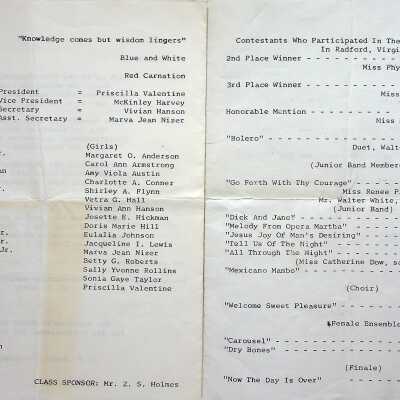 "Knowledge comes but wisdom lingers"
Blue and White
Red Carnation
President = Priscilla Valentine
Vice President = McKinley Harvey
Secretary = Vivian Hanson
Asst. Secretary = Marva Jean Nizer
(Girls)
r. Margaret O. Anderson
Carol Ann Armstrong
Amy Viola Austin
Charlotte A. Conner
Shirley A. Flynn
Vetra G. Hall
Vivian Ann Hanson
Josette E. Hickman
Doris Marie Hill
r. Eulalia Johnson
r. Jacqueline I. Lewis
Jr. Marva Jean Nizer
Betty G. Roberts
Sally Yvonne Rollins
Sonia Gaye Taylor
Priscilla Valentine
CLASS SPONSOR: Mr. Z. S. Holmes
Contestants Who Participated In The
In Radford, Virgi
2nd Place Winner - - - - - - - - - -
Miss Phy
3rd Place Winner - - - - - - - - - -
Miss
Honorable Mention - - - - - - - - -
Miss
"Holero" - - - - - - - - - - - - -
Duet, Walt
(Junior Band Member
"Go Forth With Thy Courage" - - - -
Miss Renee F
Mr. Walter White,
(Junior Band)
"Dick And Jane" - - - - - - - - - -
"Melody From Opera Martha" - - - - -
"Jesus Joy Of Man's Desiring" - - - -
"Tell Us Of The Night" - - - - - - -
"All Through The Night" - - - - - -
(Miss Catherine Dow, so
"Mexicano Mambo" - - - - - - - - - -
(Choir)
"Welcome Sweet Pleasure" - - - - - -
Female Ensemble
"Carousel" - - - - - - - - - - - - -
"Dry Bones" - - - - - - - - - - - -
(Finale)
"Now The Day Is Over" - - - - - - -